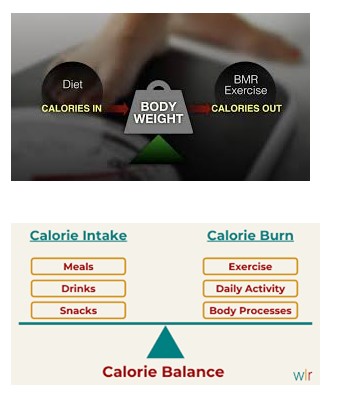 Diet
CALORIES IN
BODY
WEIGHT
BMR
Exercise
CALORIES OUT
Calorie Intake
Calorie Burn
Meals
Exercise
Drinks
Daily Activity
Snacks
Body Processes
Calorie Balance
wlr